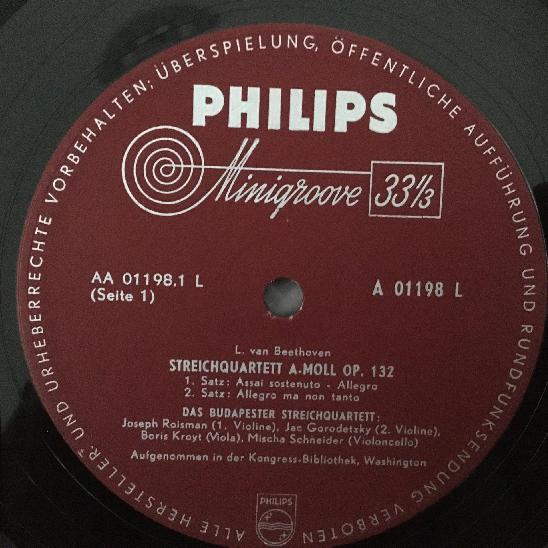 ALLE HERSTELLER- UND URHEBERRECHTE VORBEHALTEN; ÜBERSPIELUNG, ÖFFENTLICHE AUFFÜHRUNG UND RUNDFUNKSENDUNG VERBOTEN
PHILIPS
Minigroove 33 1/3
AA 01198.1 L
(Seite 1)
A 01198 L
L. van Beethoven
STREICHQUARTETT A-MOLL OP. 132
1. Satz: Assai sostenuto - Allegro
2. Satz: Allegro ma non tanto
DAS BUDAPESTER STREICHQUARTETT:
Joseph Roisman (1. Violine), Jac Gorodetzky (2. Violine),
Boris Kroyt (Viola), Mischa Schneider (Violoncello)
Aufgenommen in der Kongress-Bibliothek, Washington
PHILIPS